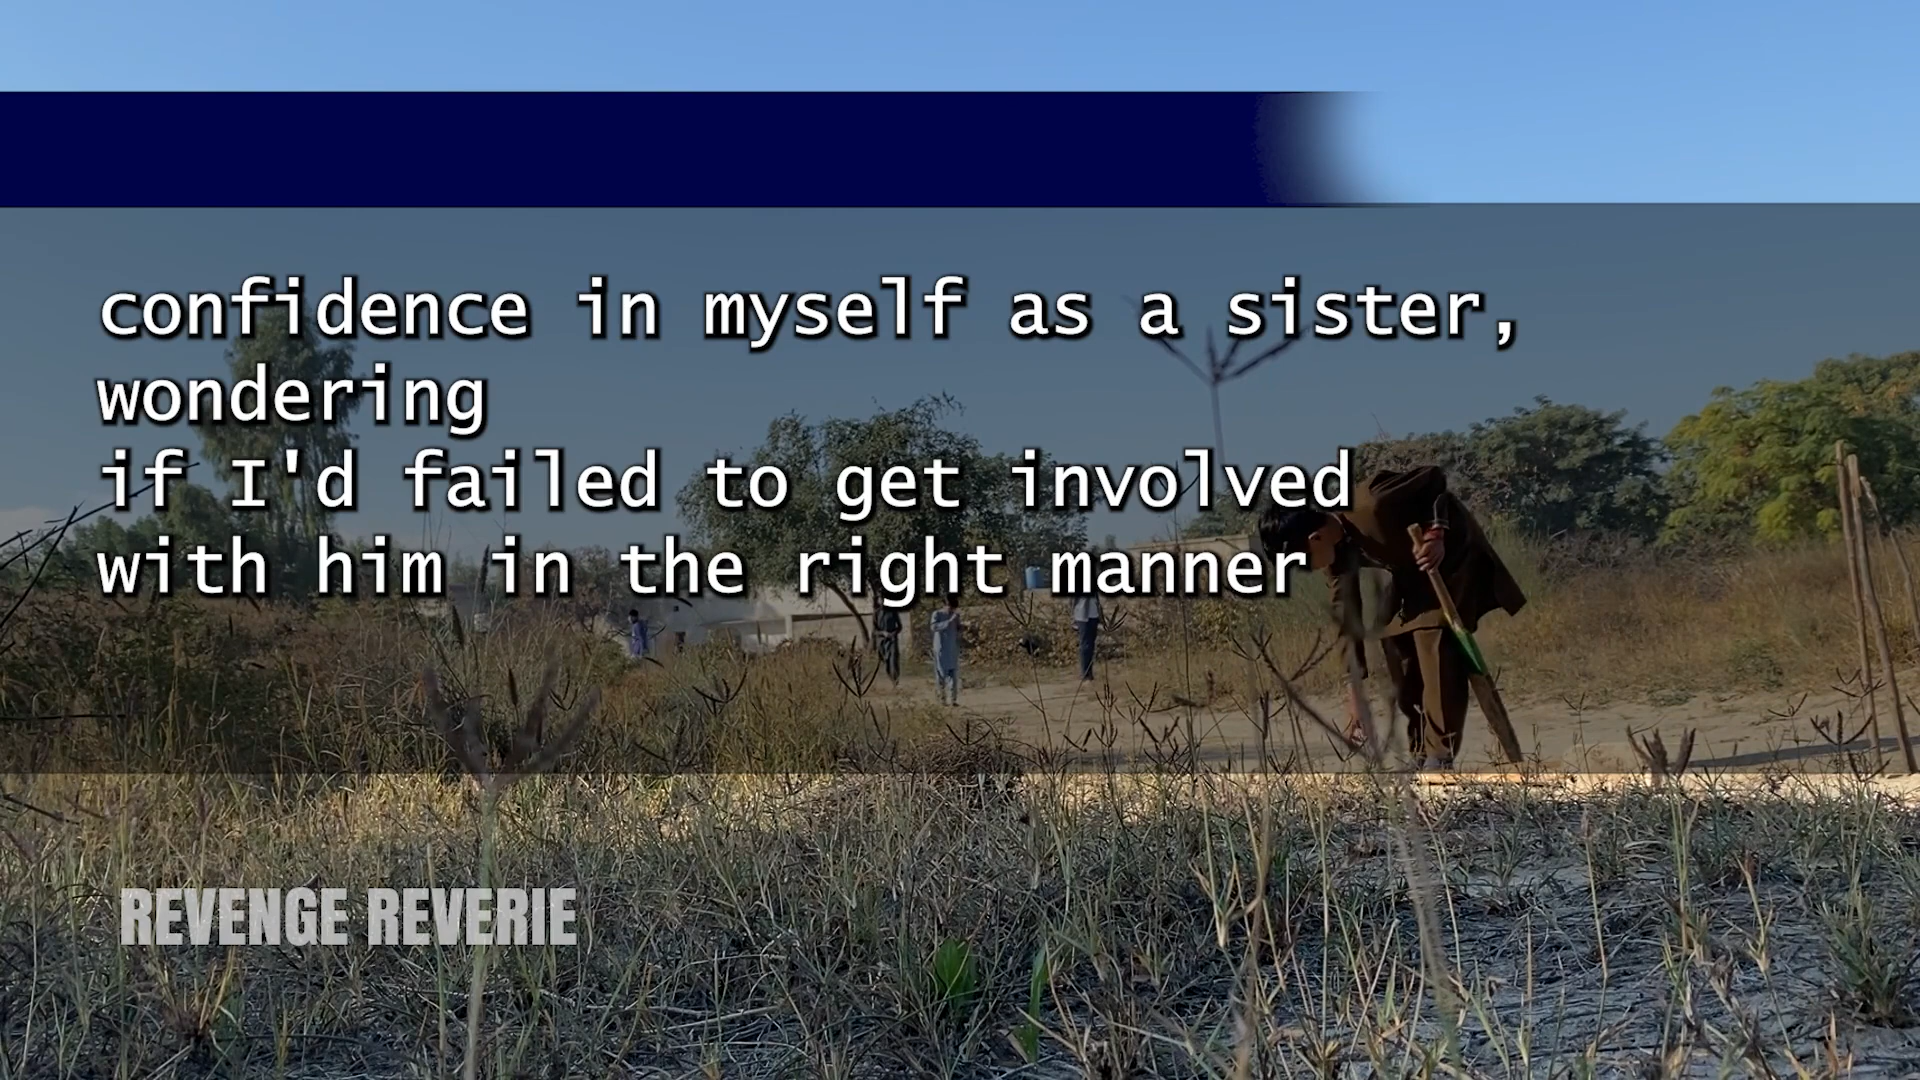 confidence in myself as a sister,
wondering
if I'd failed to get involved
with him in the right manner
REVENGE REVERIE